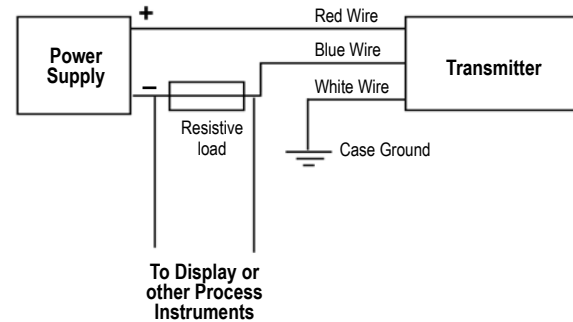 +
Red Wire
Power
Supply
Blue Wire
Transmitter
–
White Wire
Resistive
load
Case Ground
To Display or
other Process
Instruments